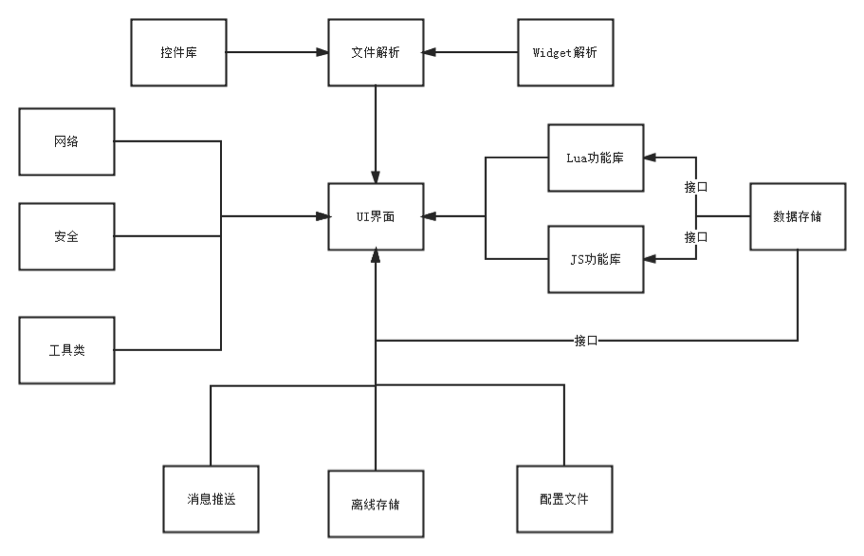 控件库
文件解析
Widget解析
网络
Lua功能库
接口
安全
UI界面
数据存储
接口
JS功能库
工具类
接口
消息推送
离线存储
配置文件